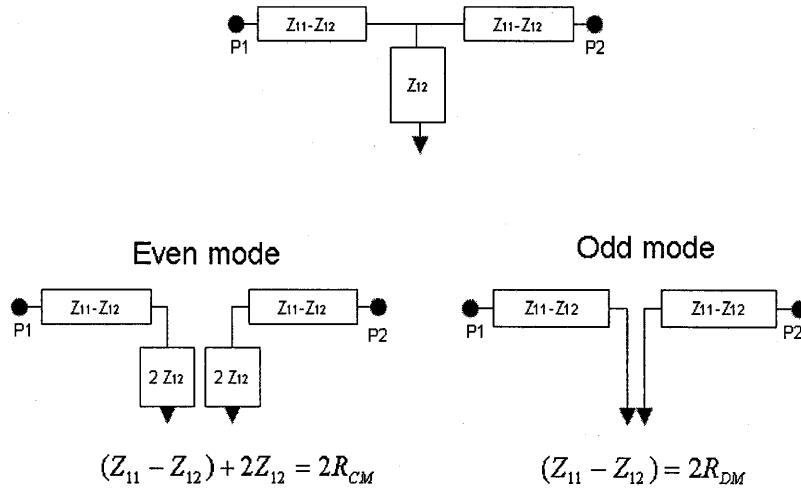 Z11-Z12 Z11-Z12
P1 P2
Z12
Even mode Odd mode
Z11-Z12 Z11-Z12 Z11-Z12 Z11-Z12
P1 P2 P1 P2
2 Z12 2 Z12
(Z11 − Z12) + 2Z12 = 2RCM (Z11 − Z12) = 2RDM